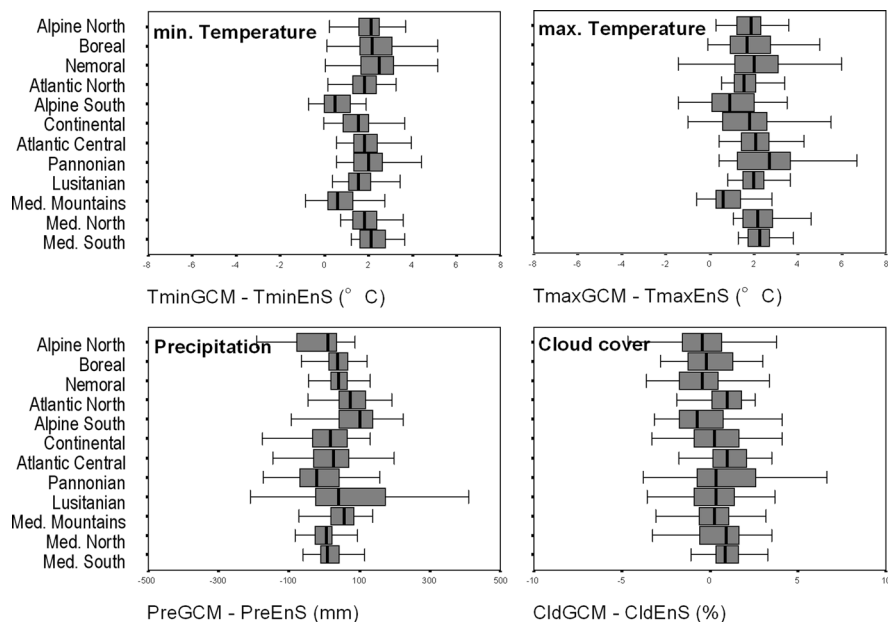 min. Temperature
Alpine North
Boreal
Nemoral
Atlantic North
Alpine South
Continental
Atlantic Central
Pannonian
Lusitanian
Med. Mountains
Med. North
Med. South
-8 -6 -4 -2 0 2 4 6 8
TminGCM - TminEnS (° C)
max. Temperature
-8 -6 -4 -2 0 2 4 6 8
TmaxGCM - TmaxEnS (° C)
Precipitation
Alpine North
Boreal
Nemoral
Atlantic North
Alpine South
Continental
Atlantic Central
Pannonian
Lusitanian
Med. Mountains
Med. North
Med. South
-500 -300 -100 100 300 500
PreGCM - PreEnS (mm)
Cloud cover
-10 -5 0 5 10
CldGCM - CldEnS (%)